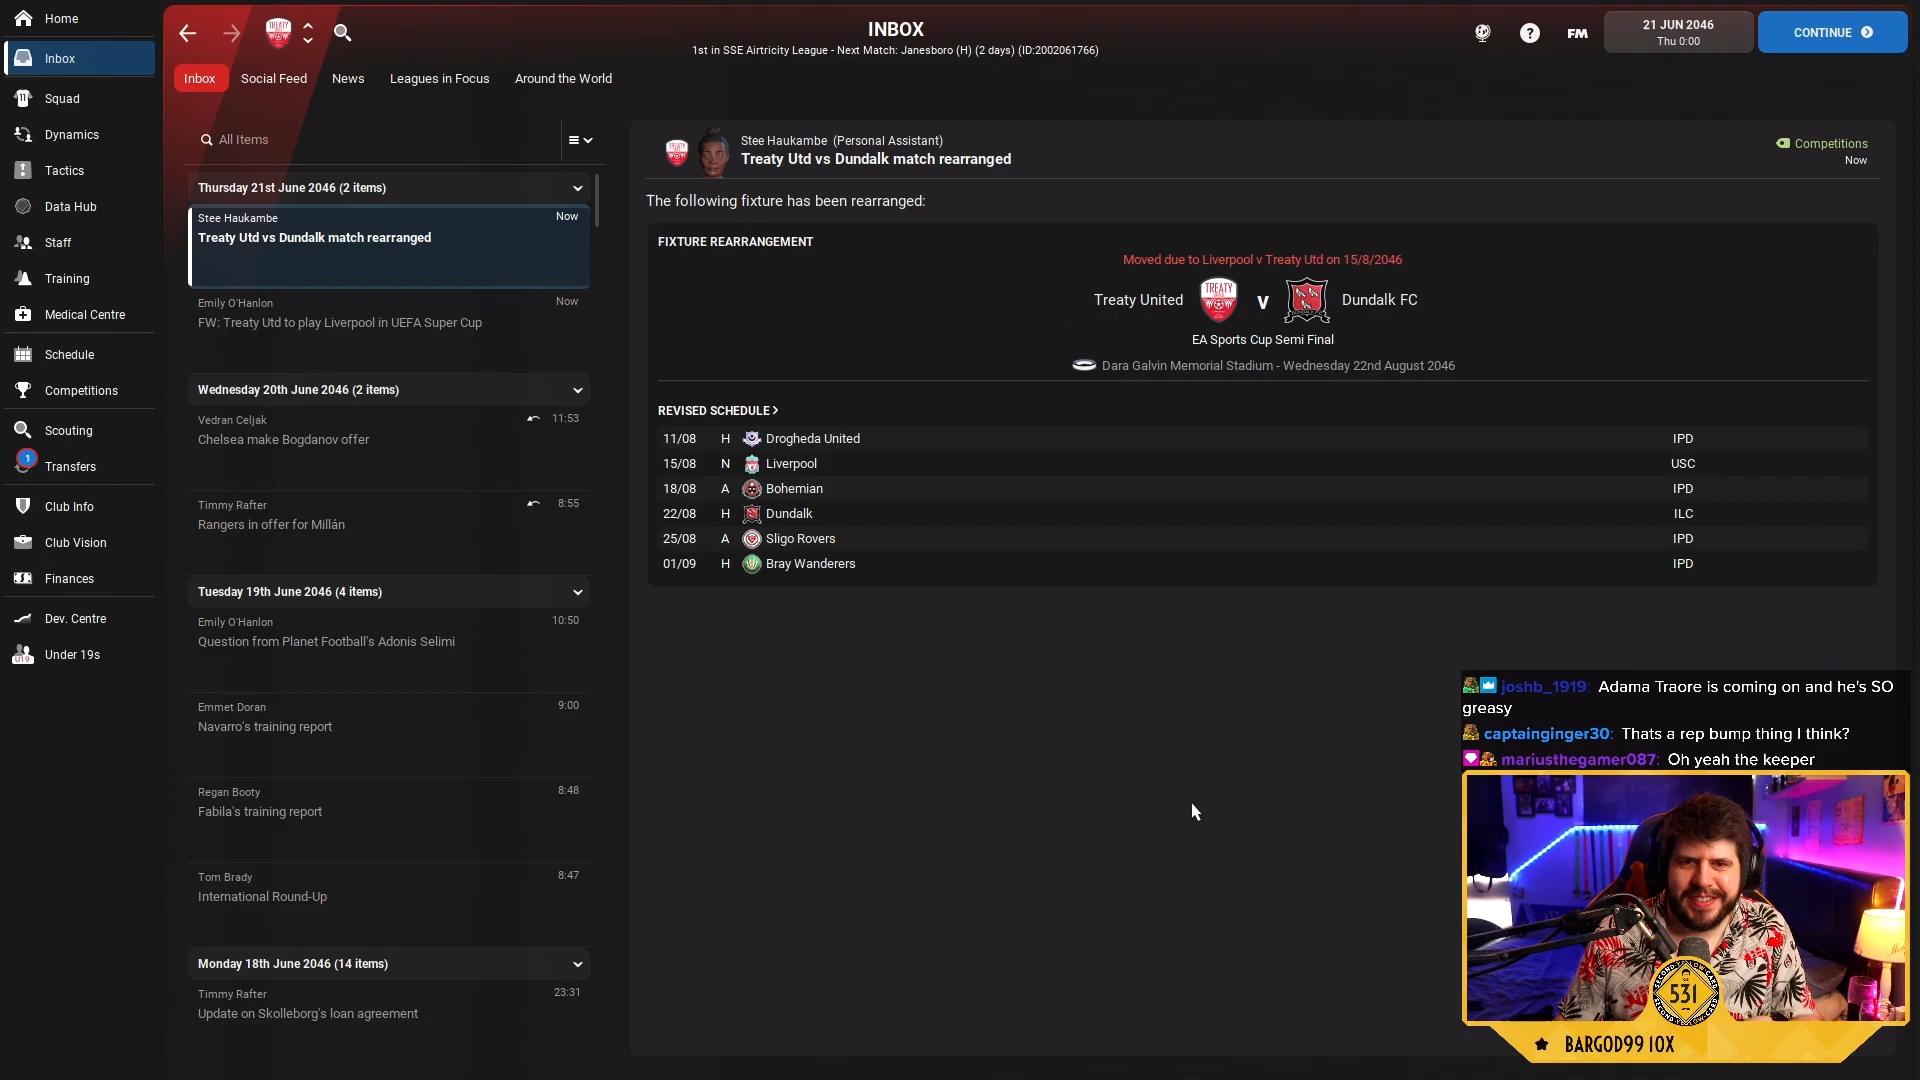 Home
Inbox
Squad
Dynamics
Tactics
Data Hub
Staff
Training
Medical Centre
Schedule
Competitions
Scouting
1
Transfers
Club Info
Club Vision
Finances
Dev. Centre
U19
Under 19s
TREATY
INBOX
1st in SSE Airtricity League - Next Match: Janesboro (H) (2 days) (ID:2002061766)
?
FM
21 JUN 2046
Thu 0:00
CONTINUE
Inbox
Social Feed
News
Leagues in Focus
Around the World
All Items
Thursday 21st June 2046 (2 items)
Stee Haukambe
Now
Treaty Utd vs Dundalk match rearranged
Emily O'Hanlon
Now
FW: Treaty Utd to play Liverpool in UEFA Super Cup
Wednesday 20th June 2046 (2 items)
Vedran Celjak
11:53
Chelsea make Bogdanov offer
Timmy Rafter
8:55
Rangers in offer for Millán
Tuesday 19th June 2046 (4 items)
Emily O'Hanlon
10:50
Question from Planet Football's Adonis Selimi
Emmet Doran
9:00
Navarro's training report
Regan Booty
8:48
Fabila's training report
Tom Brady
8:47
International Round-Up
Monday 18th June 2046 (14 items)
Timmy Rafter
23:31
Update on Skolleborg's loan agreement
Stee Haukambe (Personal Assistant)
Treaty Utd vs Dundalk match rearranged
Competitions
Now
The following fixture has been rearranged:
FIXTURE REARRANGEMENT
Moved due to Liverpool v Treaty Utd on 15/8/2046
Treaty United
TREATY
v
Dundalk FC
EA Sports Cup Semi Final
Dara Galvin Memorial Stadium - Wednesday 22nd August 2046
REVISED SCHEDULE
11/08 H Drogheda United IPD
15/08 N Liverpool USC
18/08 A Bohemian IPD
22/08 H Dundalk ILC
25/08 A Sligo Rovers IPD
01/09 H Bray Wanderers IPD
joshb_1919: Adama Traore is coming on and he's SO
greasy
captainginger30: Thats a rep bump thing I think?
mariusthegamer087: Oh yeah the keeper
SECOND YELLOW CARD
531
BARGOD99 10X